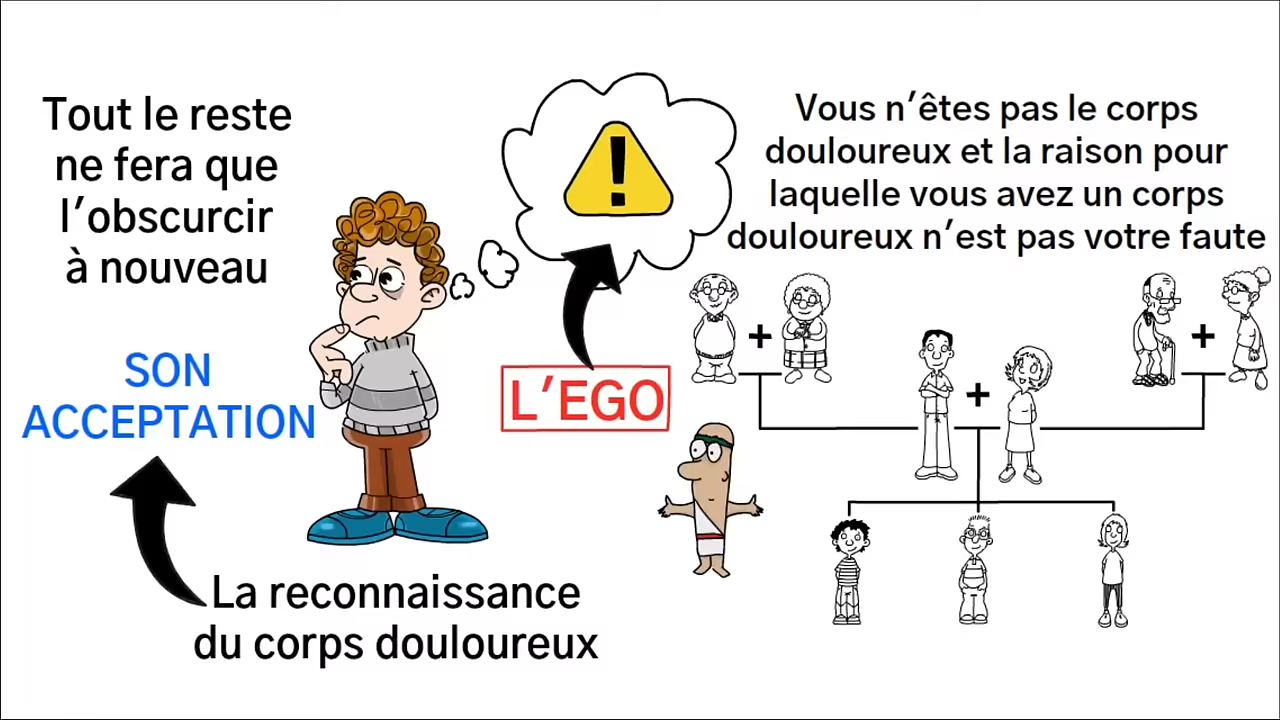 Tout le reste
ne fera que
l'obscurcir
à nouveau
SON
ACCEPTATION
La reconnaissance
du corps douloureux
L'EGO
Vous n'êtes pas le corps
douloureux et la raison pour
laquelle vous avez un corps
douloureux n'est pas votre faute